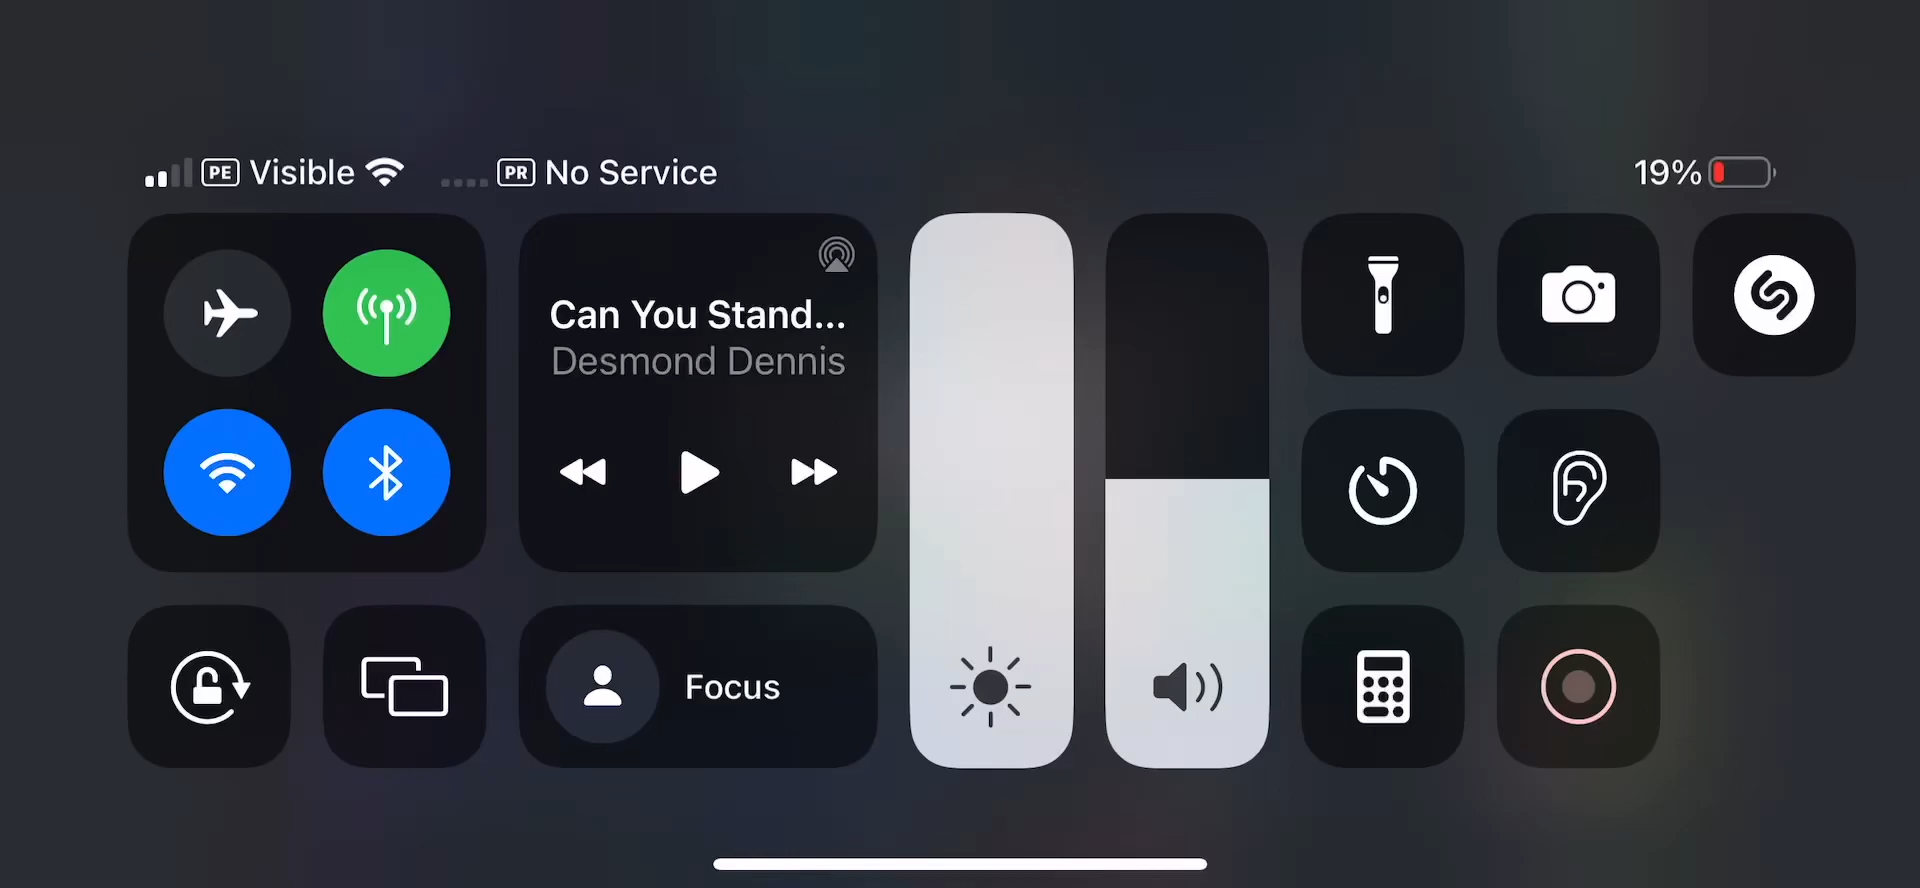 PE Visible PR No Service 19%
Can You Stand...
Desmond Dennis
Focus